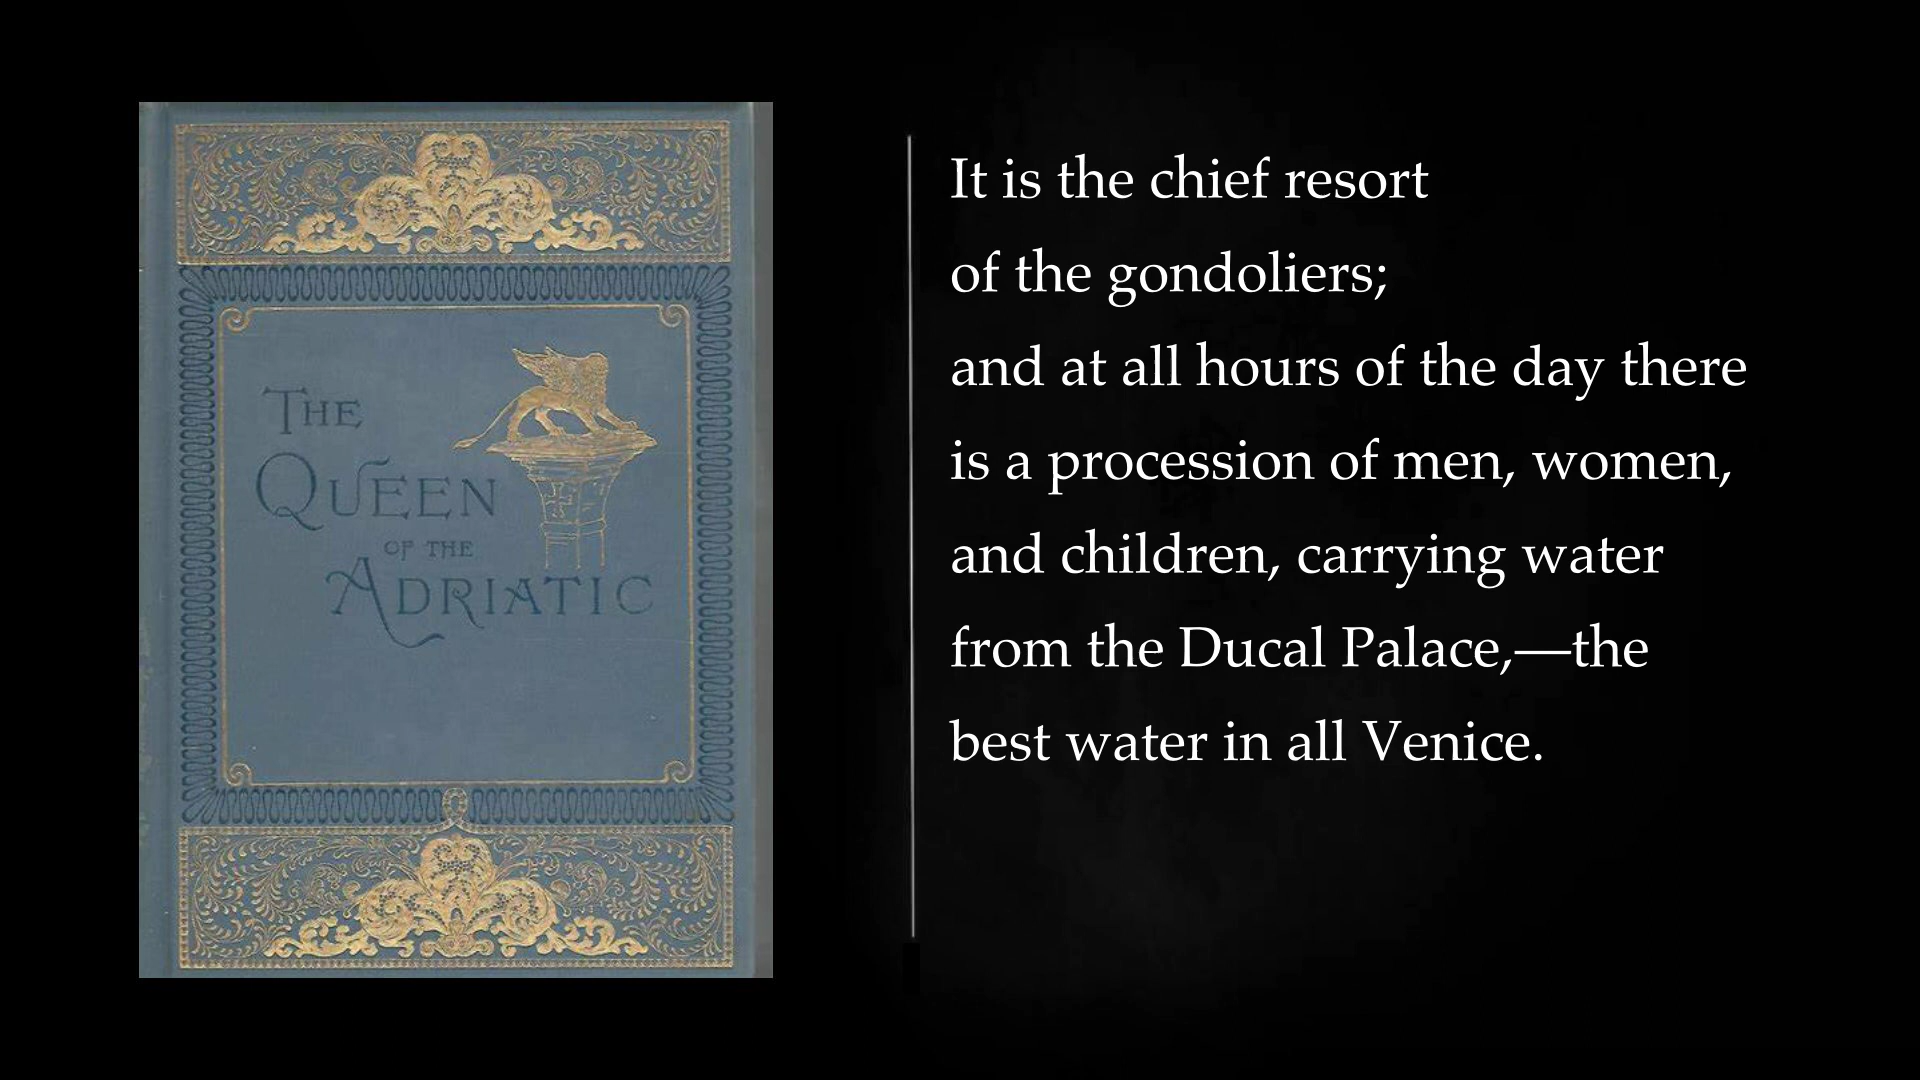 THE
QUEEN
OF THE
ADRIATIC
It is the chief resort
of the gondoliers;
and at all hours of the day there
is a procession of men, women,
and children, carrying water
from the Ducal Palace,—the
best water in all Venice.